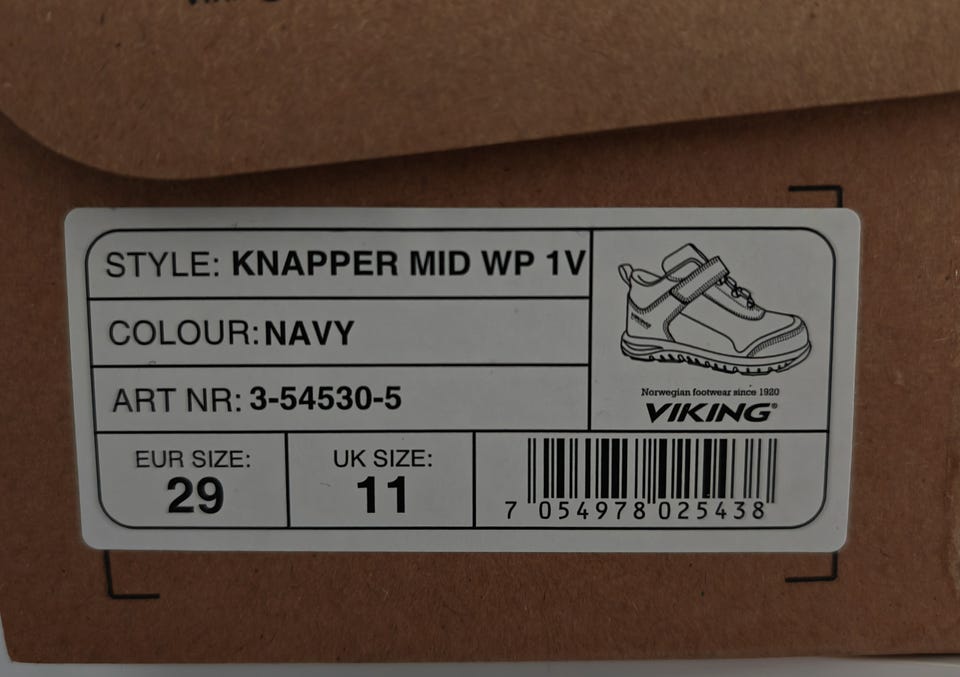 STYLE: KNAPPER MID WP 1V
COLOUR: NAVY
ART NR: 3-54530-5
Norwegian footwear since 1920
VIKING®
EUR SIZE:
29
UK SIZE:
11
7 054978 025438